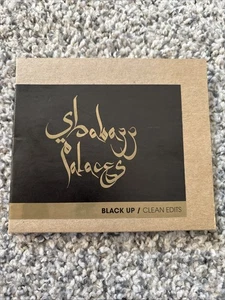 Shabazz
Palaces
BLACK UP / CLEAN EDITS